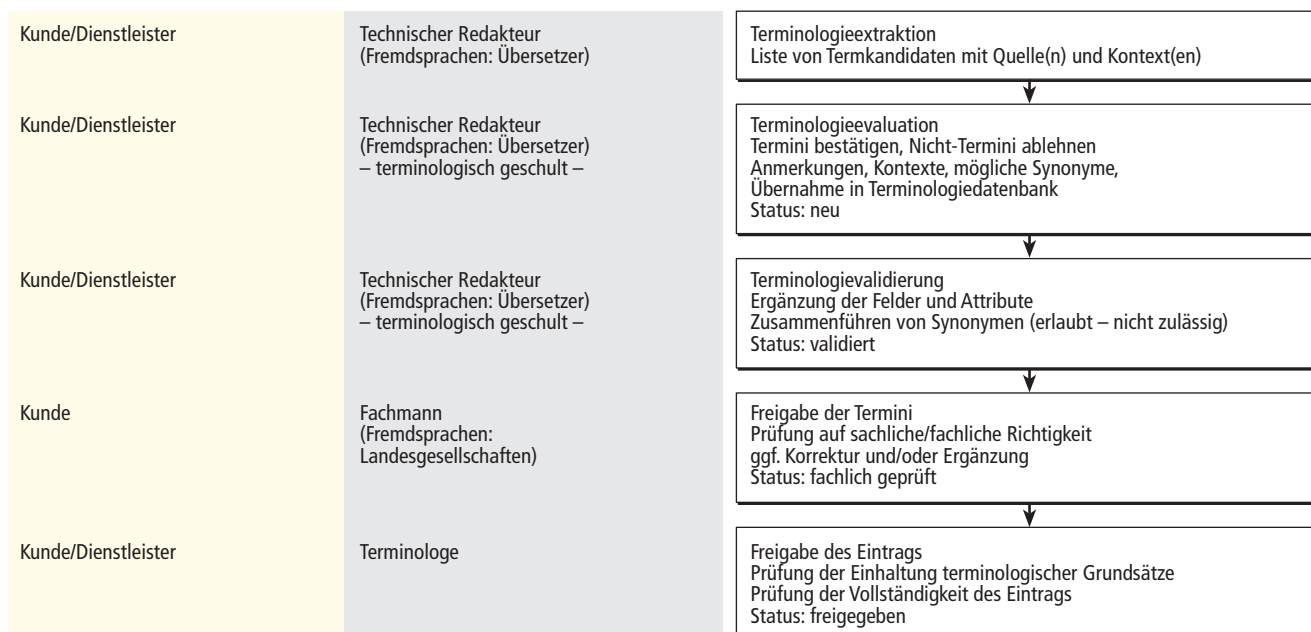 Kunde/Dienstleister
Technischer Redakteur
(Fremdsprachen: Übersetzer)
Terminologieextraktion
Liste von Termkandidaten mit Quelle(n) und Kontext(en)
Kunde/Dienstleister
Technischer Redakteur
(Fremdsprachen: Übersetzer)
– terminologisch geschult –
Terminologieevaluation
Termini bestätigen, Nicht-Termini ablehnen
Anmerkungen, Kontexte, mögliche Synonyme,
Übernahme in Terminologiedatenbank
Status: neu
Kunde/Dienstleister
Technischer Redakteur
(Fremdsprachen: Übersetzer)
– terminologisch geschult –
Terminologievalidierung
Ergänzung der Felder und Attribute
Zusammenführen von Synonymen (erlaubt – nicht zulässig)
Status: validiert
Kunde
Fachmann
(Fremdsprachen:
Landesgesellschaften)
Freigabe der Termini
Prüfung auf sachliche/fachliche Richtigkeit
ggf. Korrektur und/oder Ergänzung
Status: fachlich geprüft
Kunde/Dienstleister
Terminologe
Freigabe des Eintrags
Prüfung der Einhaltung terminologischer Grundsätze
Prüfung der Vollständigkeit des Eintrags
Status: freigegeben